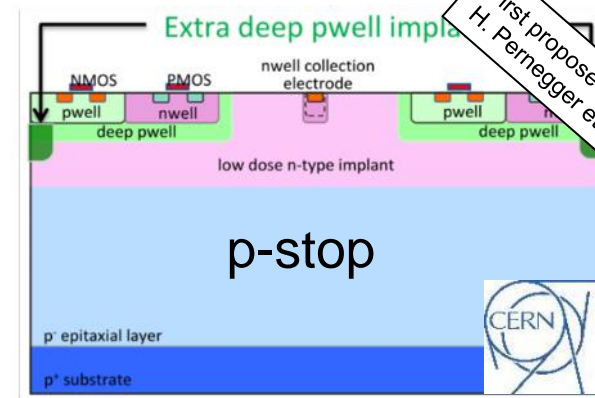 Extra deep pwell impla
rst propose
H. Pernegger e
nwell collection
electrode
NMOS
PMOS
pwell
nwell
deep pwell
pwell
n
deep pwell
low dose n-type implant
p-stop
CERN
p⁻ epitaxial layer
p⁺ substrate